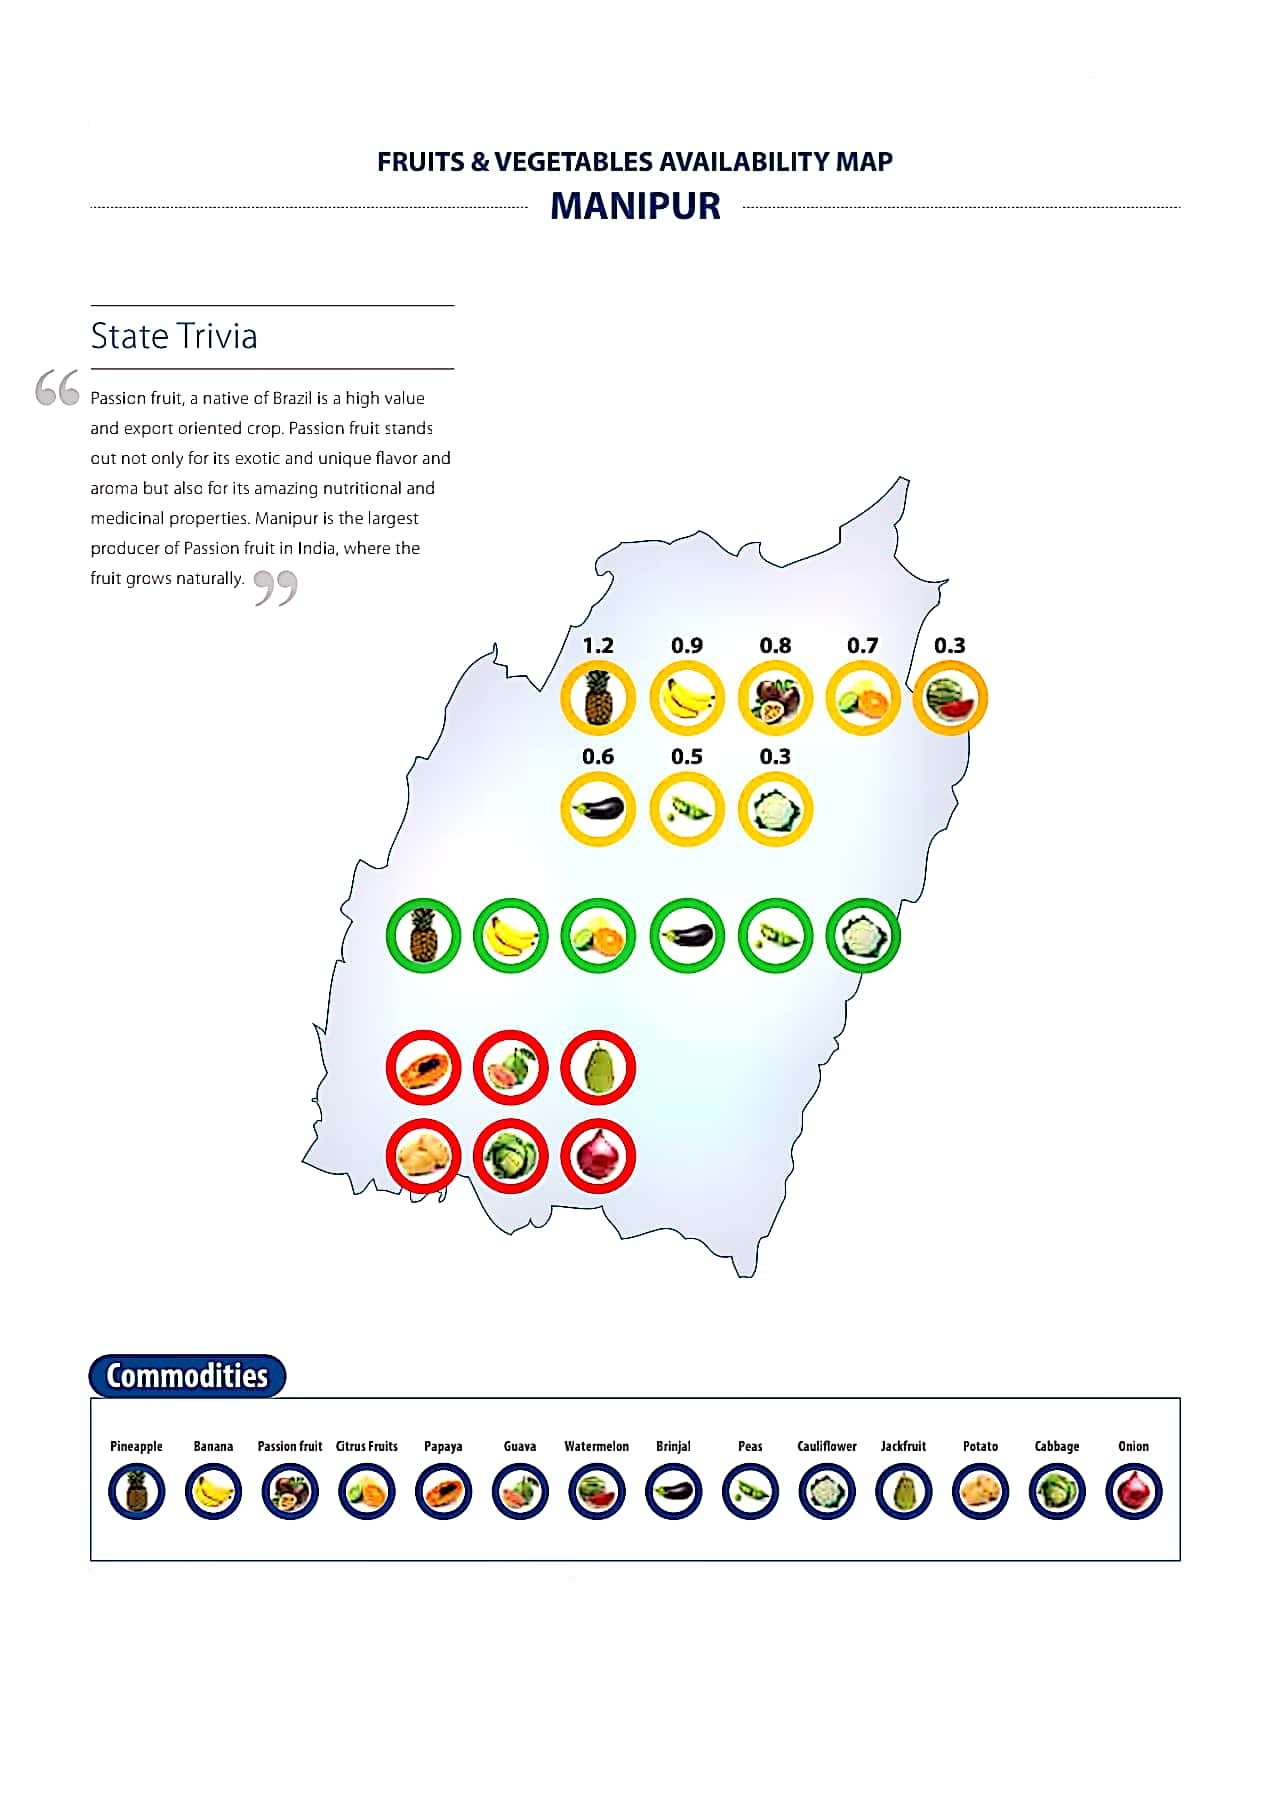 FRUITS & VEGETABLES AVAILABILITY MAP
MANIPUR
State Trivia
“ Passion fruit, a native of Brazil is a high value
and export oriented crop. Passion fruit stands
out not only for its exotic and unique flavor and
aroma but also for its amazing nutritional and
medicinal properties. Manipur is the largest
producer of Passion fruit in India, where the
fruit grows naturally. ”
1.2 0.9 0.8 0.7 0.3
0.6 0.5 0.3
Commodities
Pineapple Banana Passion fruit Citrus Fruits Papaya Guava Watermelon Brinjal Peas Cauliflower Jackfruit Potato Cabbage Onion